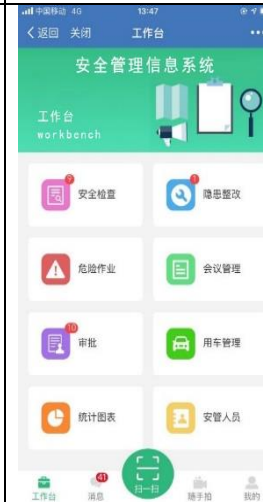 中国移动 4G 13:47
返回 关闭 工作台
安全管理信息系统
工作台
workbench
安全检查 隐患整改
危险作业 会议管理
10
审批 用车管理
统计图表 安管人员
41
工作台 消息 扫一扫 随手拍 我的